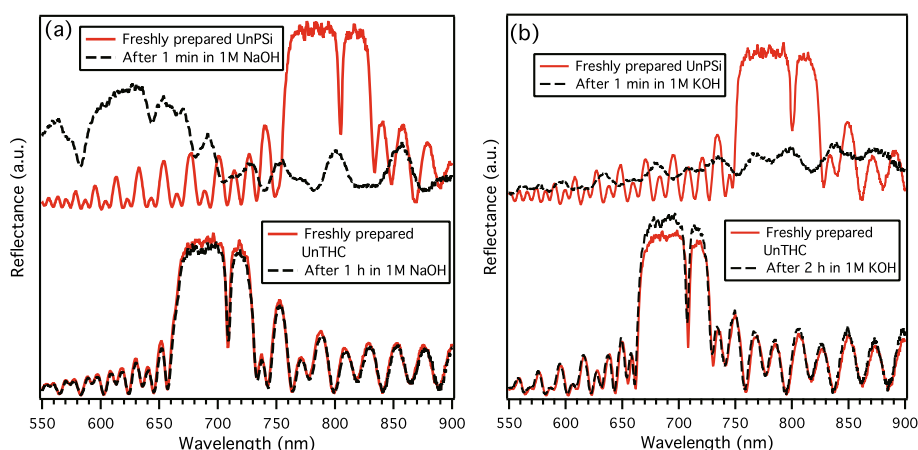 (a)
Freshly prepared UnPSi
After 1 min in 1M NaOH
Freshly prepared
UnTHC
After 1 h in 1M NaOH
Reflectance (a.u.)
550 600 650 700 750 800 850 900
Wavelength (nm)
(b)
Freshly prepared UnPSi
After 1 min in 1M KOH
Freshly prepared
UnTHC
After 2 h in 1M KOH
Reflectance (a.u.)
550 600 650 700 750 800 850 900
Wavelength (nm)